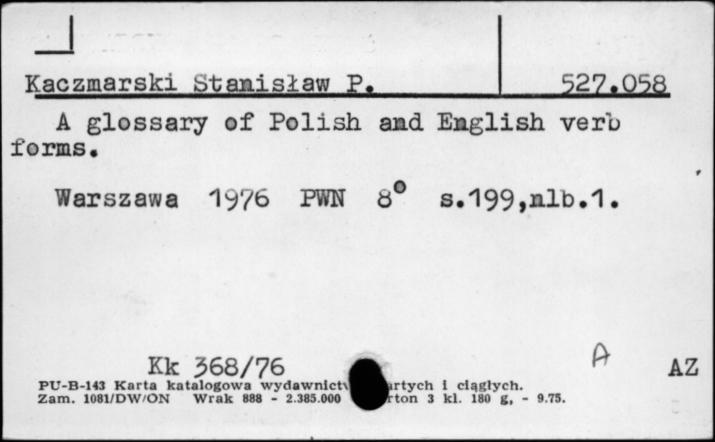 Kaczmarski Stanisław P. 527.058
A glossary of Polish and English verb
forms.
Warszawa 1976 PWN 8° s.199,nlb.1.
Kk 368/76 A AZ
PU-B-143 Karta katalogowa wydawnict artych i ciągłych.
Zam. 1081/DW/ON Wrak 888 - 2.385.000 rton 3 kl. 180 g, - 9.75.